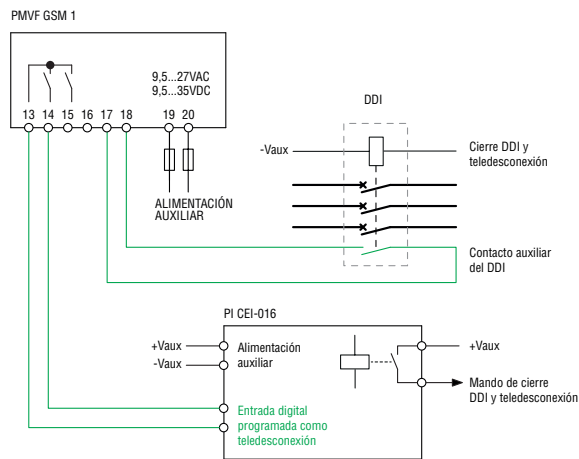 PMVF GSM 1
9,5...27VAC
9,5...35VDC
13 14 15 16 17 18 19 20
ALIMENTACIÓN
AUXILIAR
DDI
-Vaux
Cierre DDI y
teledesconexión
Contacto auxiliar
del DDI
PI CEI-016
+Vaux
-Vaux
Alimentación
auxiliar
Entrada digital
programada como
teledesconexión
+Vaux
Mando de cierre
DDI y teledesconexión